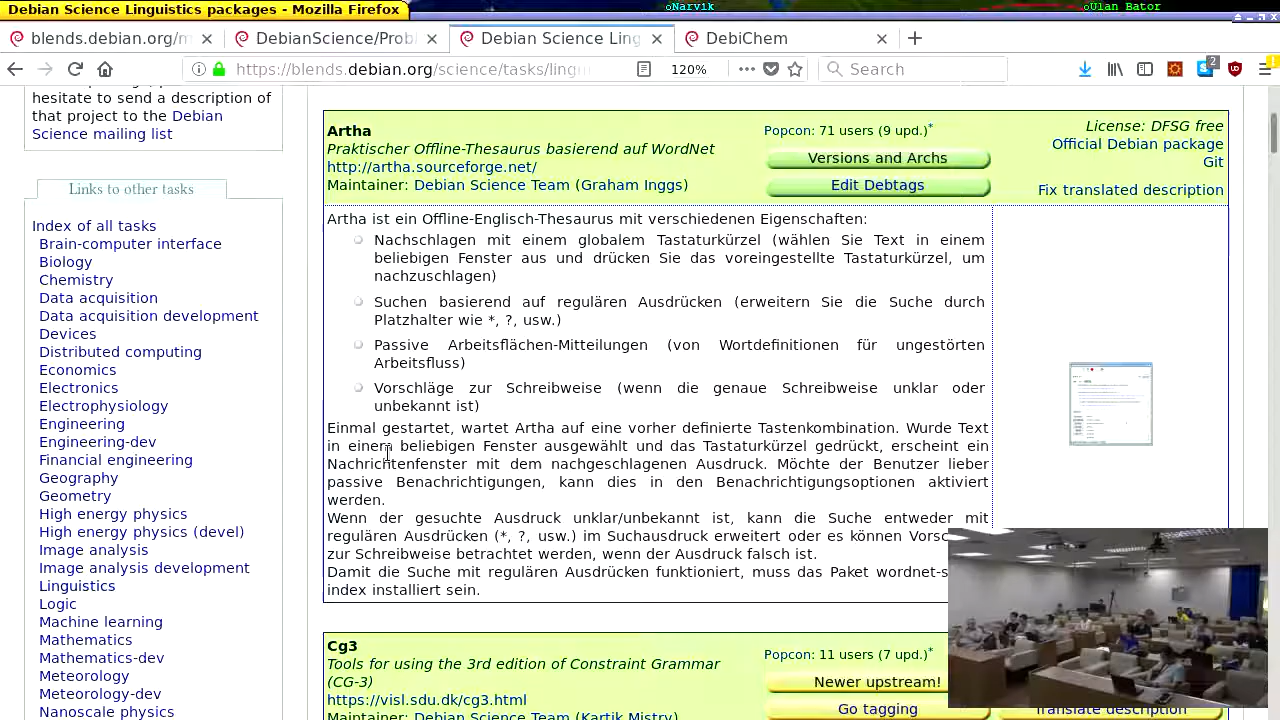 Debian Science Linguistics packages - Mozilla Firefox
Narvik
Ulan Bator
blends.debian.org/m
DebianScience/Prob
Debian Science Ling
DebiChem
https://blends.debian.org/science/tasks/ling
120%
Search
2
hesitate to send a description of
that project to the Debian
Science mailing list
Links to other tasks
Index of all tasks
Brain-computer interface
Biology
Chemistry
Data acquisition
Data acquisition development
Devices
Distributed computing
Economics
Electronics
Electrophysiology
Engineering
Engineering-dev
Financial engineering
Geography
Geometry
High energy physics
High energy physics (devel)
Image analysis
Image analysis development
Linguistics
Logic
Machine learning
Mathematics
Mathematics-dev
Meteorology
Meteorology-dev
Nanoscale physics
Artha
Praktischer Offline-Thesaurus basierend auf WordNet
http://artha.sourceforge.net/
Maintainer: Debian Science Team (Graham Inggs)
Popcon: 71 users (9 upd.)*
Versions and Archs
Edit Debtags
License: DFSG free
Official Debian package
Git
Fix translated description
Artha ist ein Offline-Englisch-Thesaurus mit verschiedenen Eigenschaften:
Nachschlagen mit einem globalem Tastaturkürzel (wählen Sie Text in einem
beliebigen Fenster aus und drücken Sie das voreingestellte Tastaturkürzel, um
nachzuschlagen)
Suchen basierend auf regulären Ausdrücken (erweitern Sie die Suche durch
Platzhalter wie *, ?, usw.)
Passive Arbeitsflächen-Mitteilungen (von Wortdefinitionen für ungestörten
Arbeitsfluss)
Vorschläge zur Schreibweise (wenn die genaue Schreibweise unklar oder
unbekannt ist)
Einmal gestartet wartet Artha auf eine vorher definierte Tastenkombination. Wurde Text
in einem beliebigen Fenster ausgewählt und das Tastaturkürzel gedrückt, erscheint ein
Nachrichtenfenster mit dem nachgeschlagenen Ausdruck. Möchte der Benutzer lieber
passive Benachrichtigungen, kann dies in den Benachrichtigungsoptionen aktiviert
werden.
Wenn der gesuchte Ausdruck unklar/unbekannt ist, kann die Suche entweder mit
regulären Ausdrücken (*, ?, usw.) im Suchausdruck erweitert oder es können Vorsc
zur Schreibweise betrachtet werden, wenn der Ausdruck falsch ist.
Damit die Suche mit regulären Ausdrücken funktioniert, muss das Paket wordnet-s
index installiert sein.
Cg3
Tools for using the 3rd edition of Constraint Grammar
(CG-3)
https://visl.sdu.dk/cg3.html
Maintainer: Debian Science Team (Kartik Mistry)
Popcon: 11 users (7 upd.)*
Newer upstream!
Go tagging
Translate description